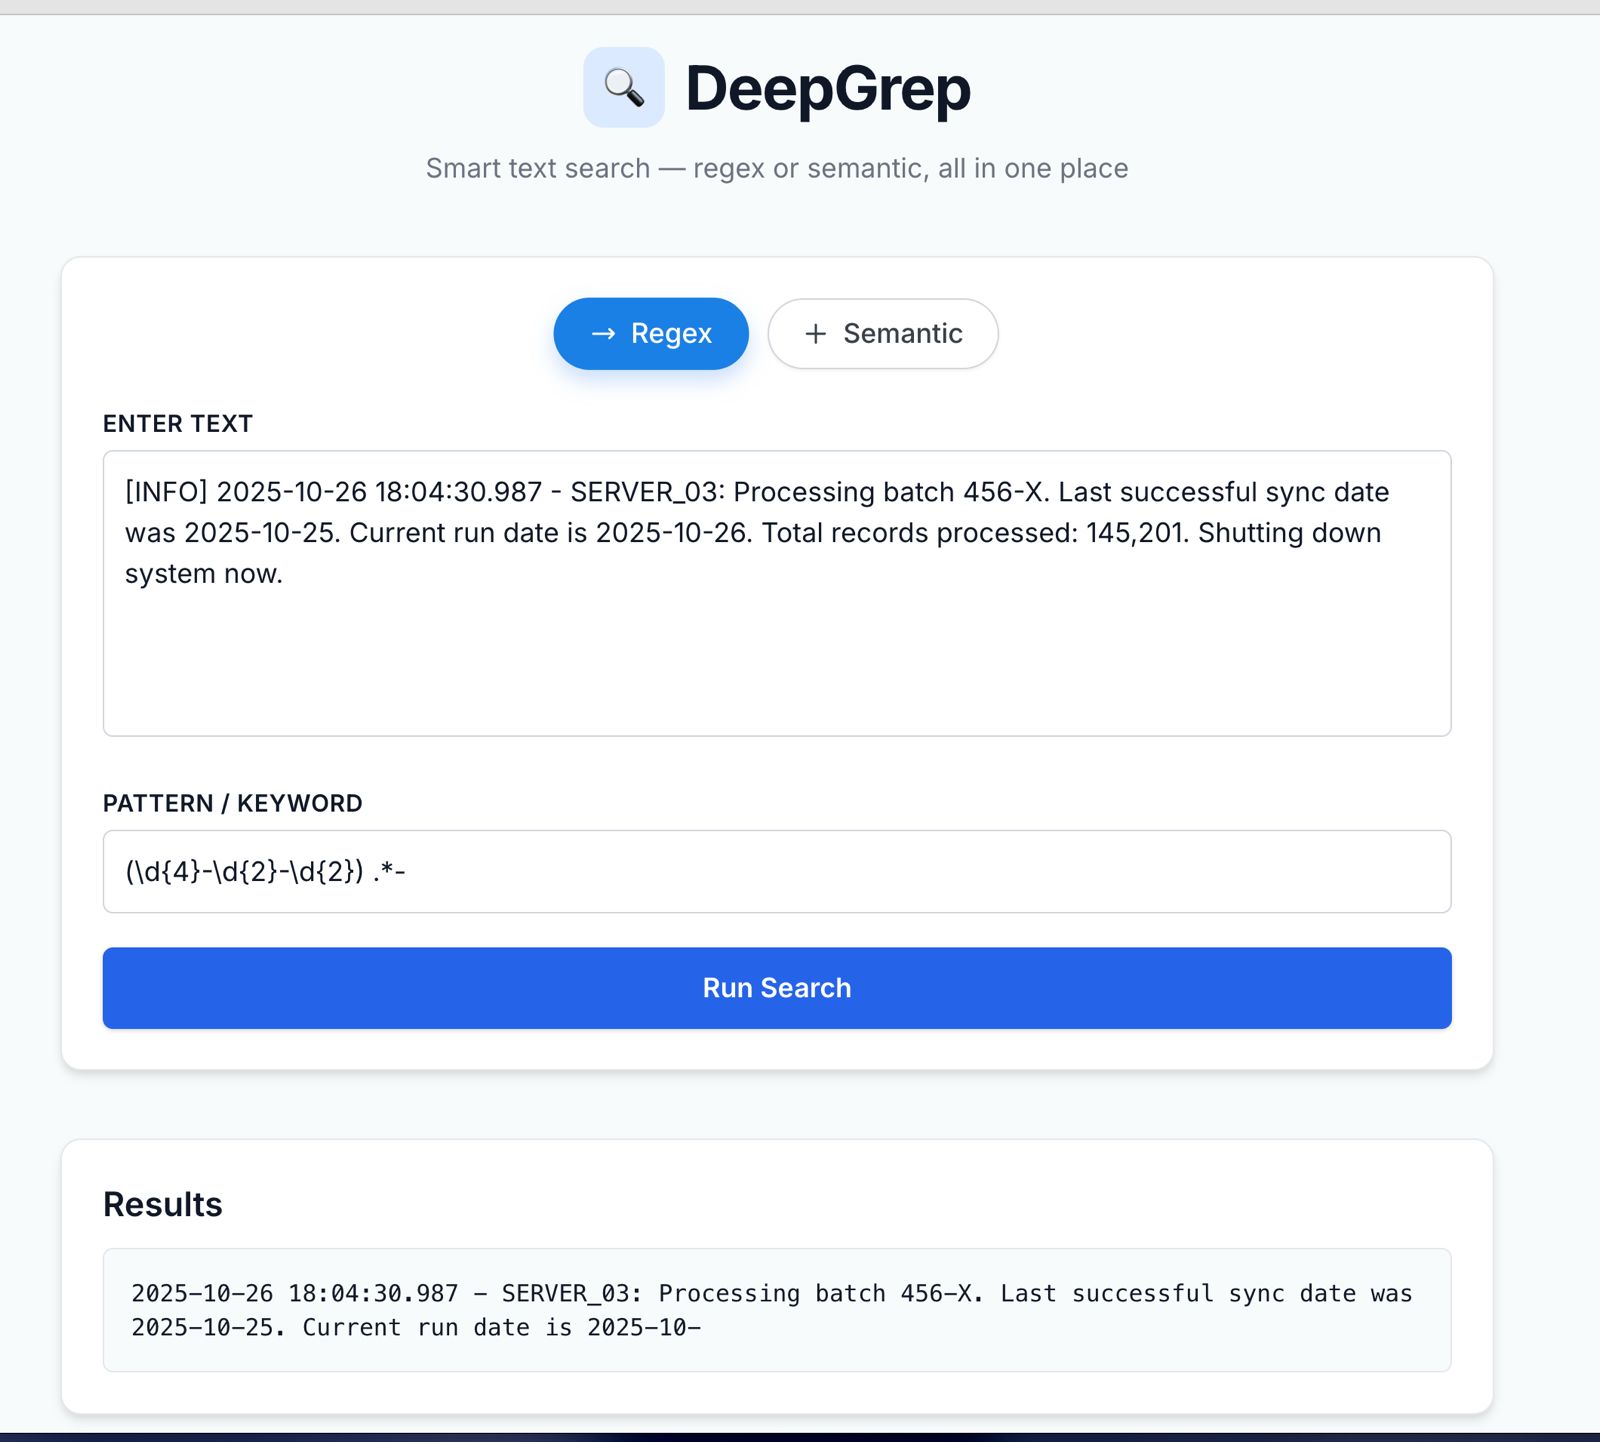 DeepGrep
Smart text search — regex or semantic, all in one place
→ Regex
+ Semantic
ENTER TEXT
[INFO] 2025-10-26 18:04:30.987 - SERVER_03: Processing batch 456-X. Last successful sync date
was 2025-10-25. Current run date is 2025-10-26. Total records processed: 145,201. Shutting down
system now.
PATTERN / KEYWORD
(\d{4}-\d{2}-\d{2}) .*-
Run Search
Results
2025-10-26 18:04:30.987 - SERVER_03: Processing batch 456-X. Last successful sync date was
2025-10-25. Current run date is 2025-10-